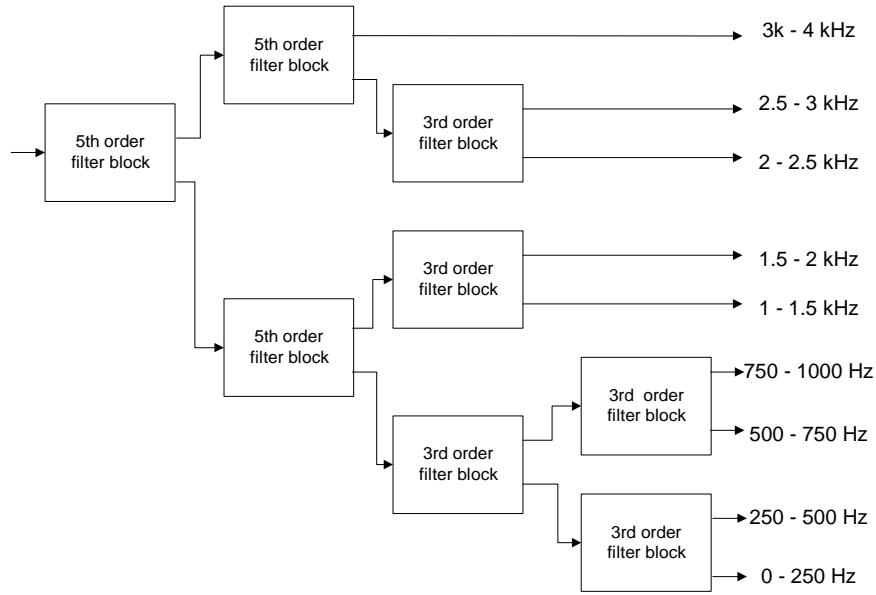 5th order
filter block
3k - 4 kHz
5th order
filter block
3rd order
filter block
2.5 - 3 kHz
2 - 2.5 kHz
5th order
filter block
3rd order
filter block
1.5 - 2 kHz
1 - 1.5 kHz
3rd order
filter block
3rd  order
filter block
750 - 1000 Hz
500 - 750 Hz
3rd order
filter block
250 - 500 Hz
0 - 250 Hz